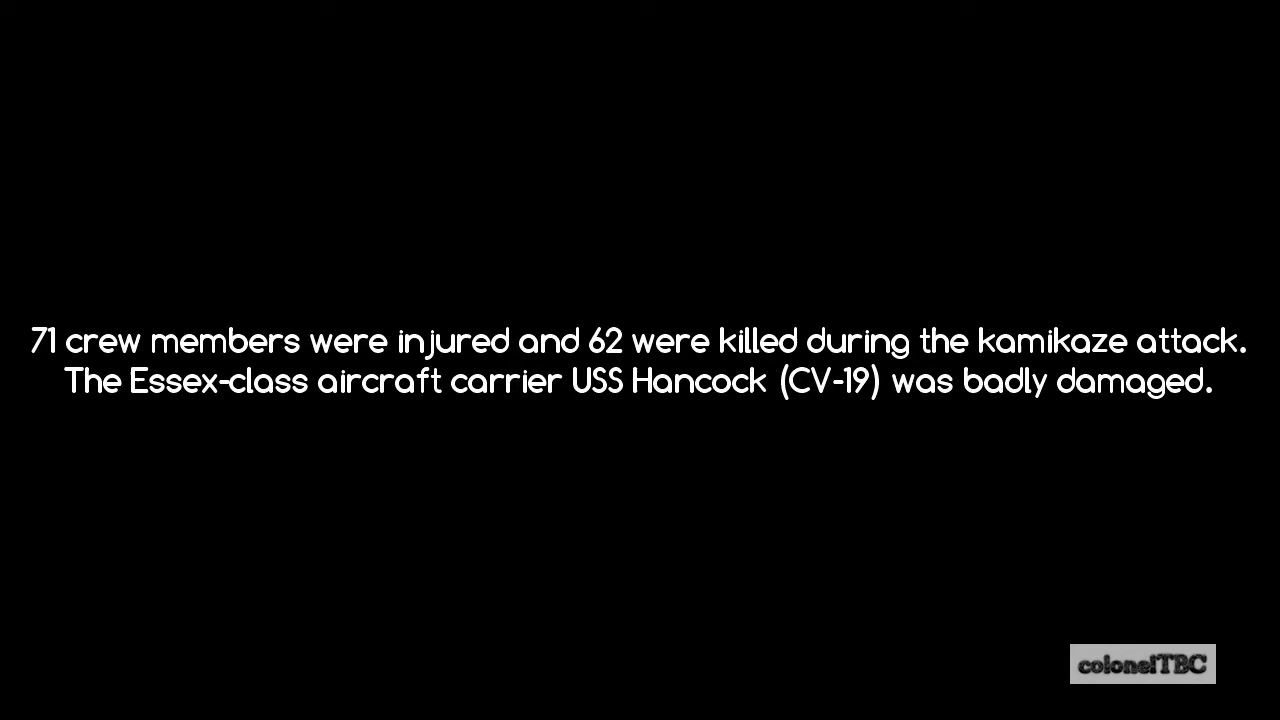 71 crew members were injured and 62 were killed during the kamikaze attack.
The Essex-class aircraft carrier USS Hancock (CV-19) was badly damaged.
colonelTBC